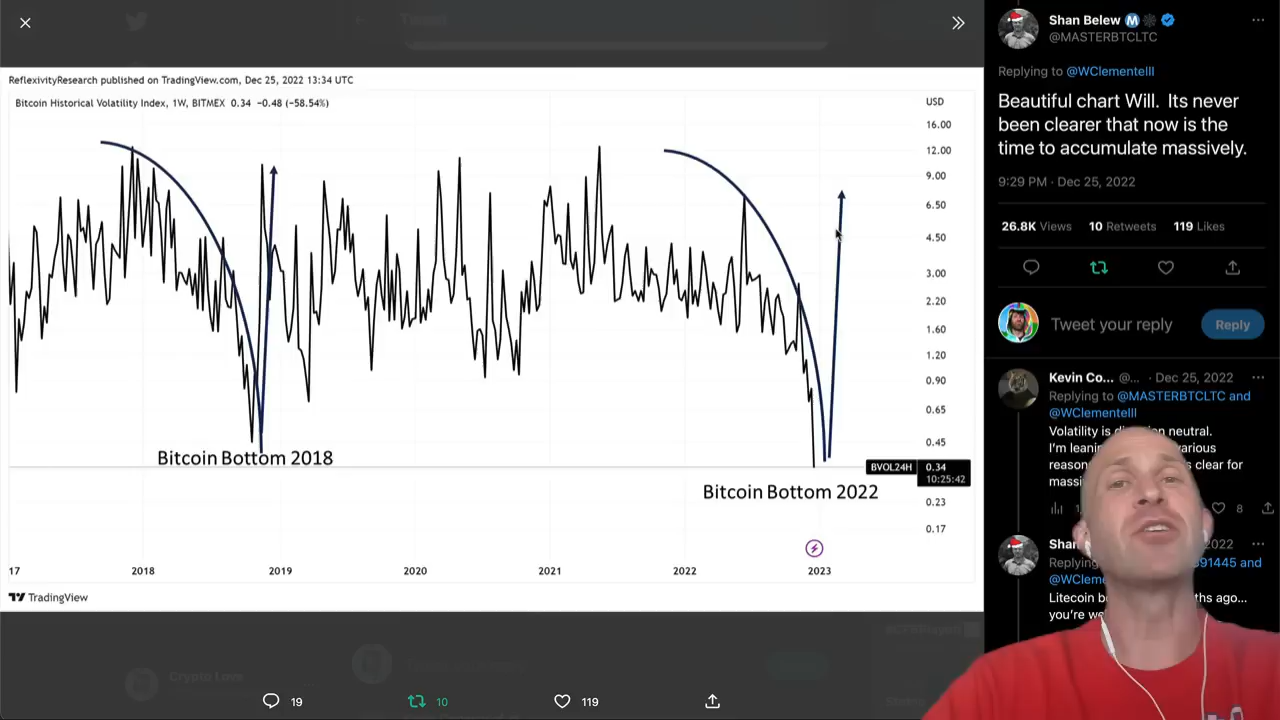 ReflexivityResearch published on TradingView.com, Dec 25, 2022 13:34 UTC
Bitcoin Historical Volatility Index, 1W, BITMEX 0.34 −0.48 (−58.54%)
USD
16.00
12.00
9.00
6.50
4.50
3.00
2.20
1.60
1.20
0.90
0.65
0.45
BVOL24H 0.34
10:25:42
0.23
0.17
Bitcoin Bottom 2018
Bitcoin Bottom 2022
17 2018 2019 2020 2021 2022 2023
TradingView
Crypto Love
19 10 119
Shan Belew M
@MASTERBTCLTC
Replying to @WClementeIII
Beautiful chart Will. Its never
been clearer that now is the
time to accumulate massively.
9:29 PM · Dec 25, 2022
26.8K Views 10 Retweets 119 Likes
Tweet your reply Reply
Kevin Co... @... · Dec 25, 2022
Replying to @MASTERBTCLTC and
@WClementeIII
Volatility is neutral.
I'm various
clear for
8
Shan 2022
Replying 91445 and
Litecoin ago...